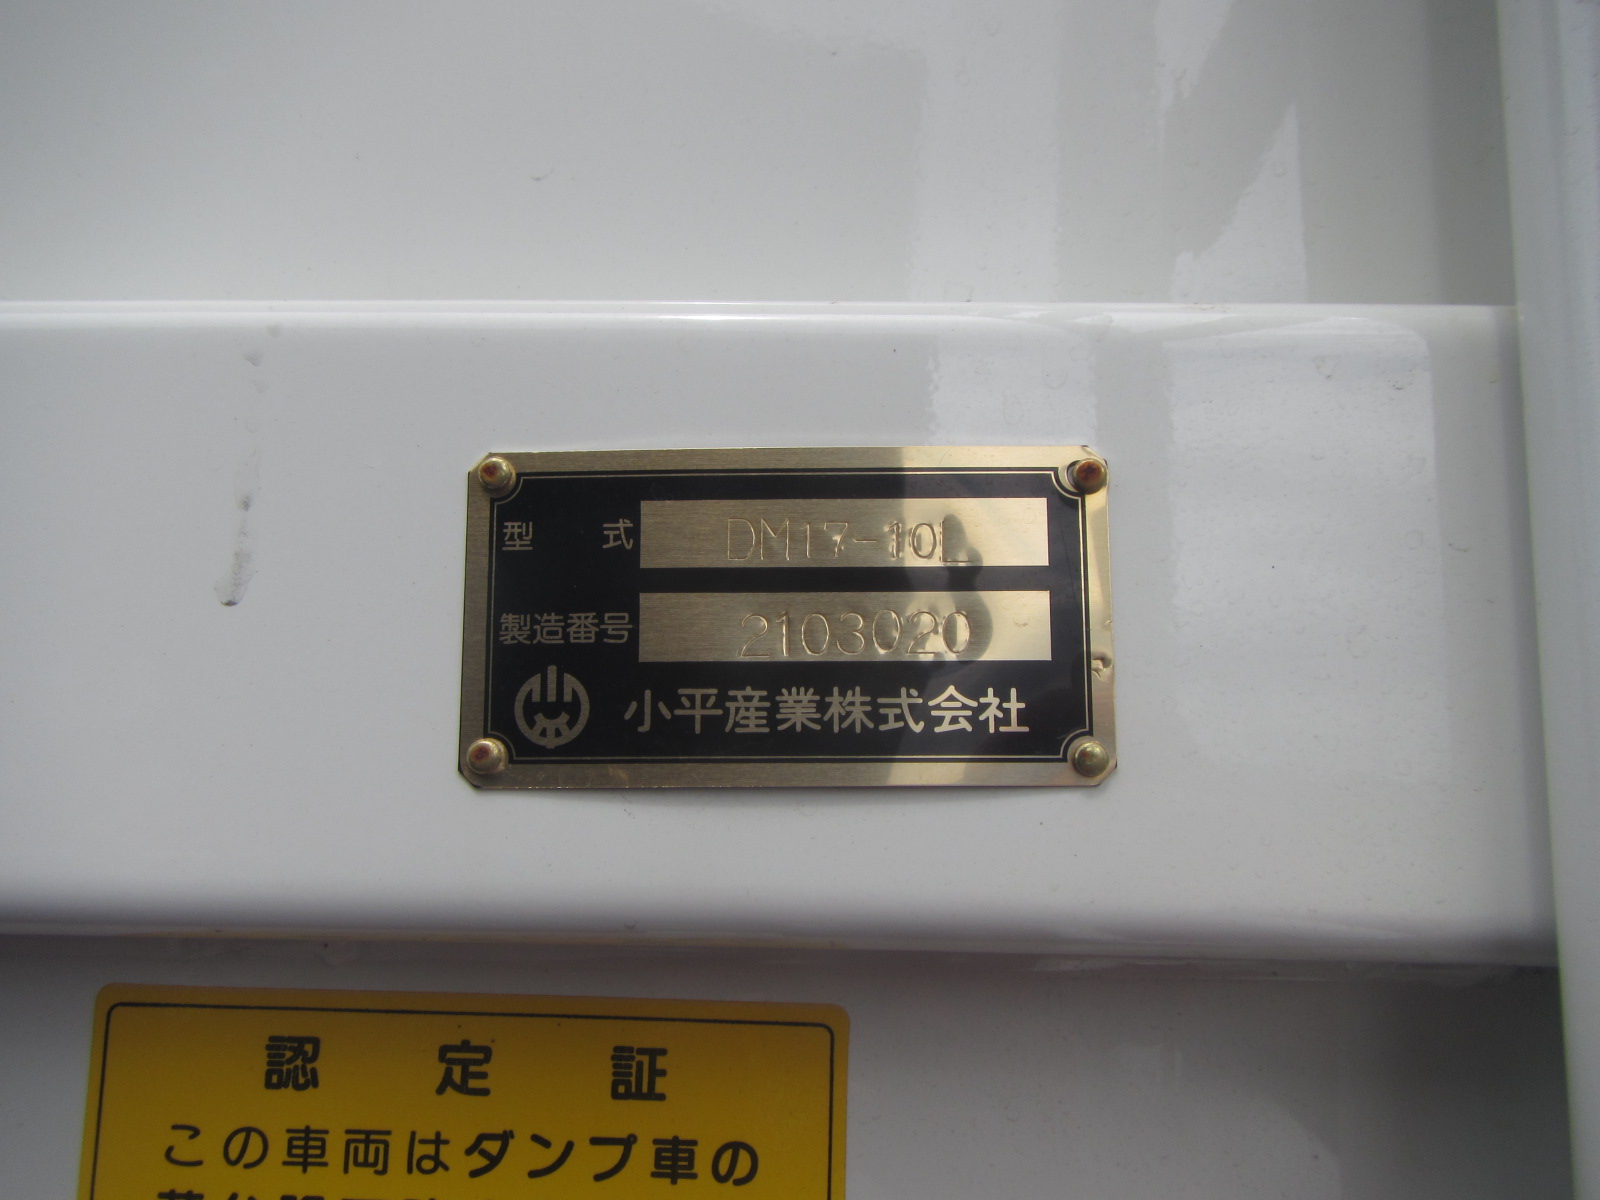 型式 DM17-10L
製造番号 2103020
小平産業株式会社
認定証
この車両はダンプ車の